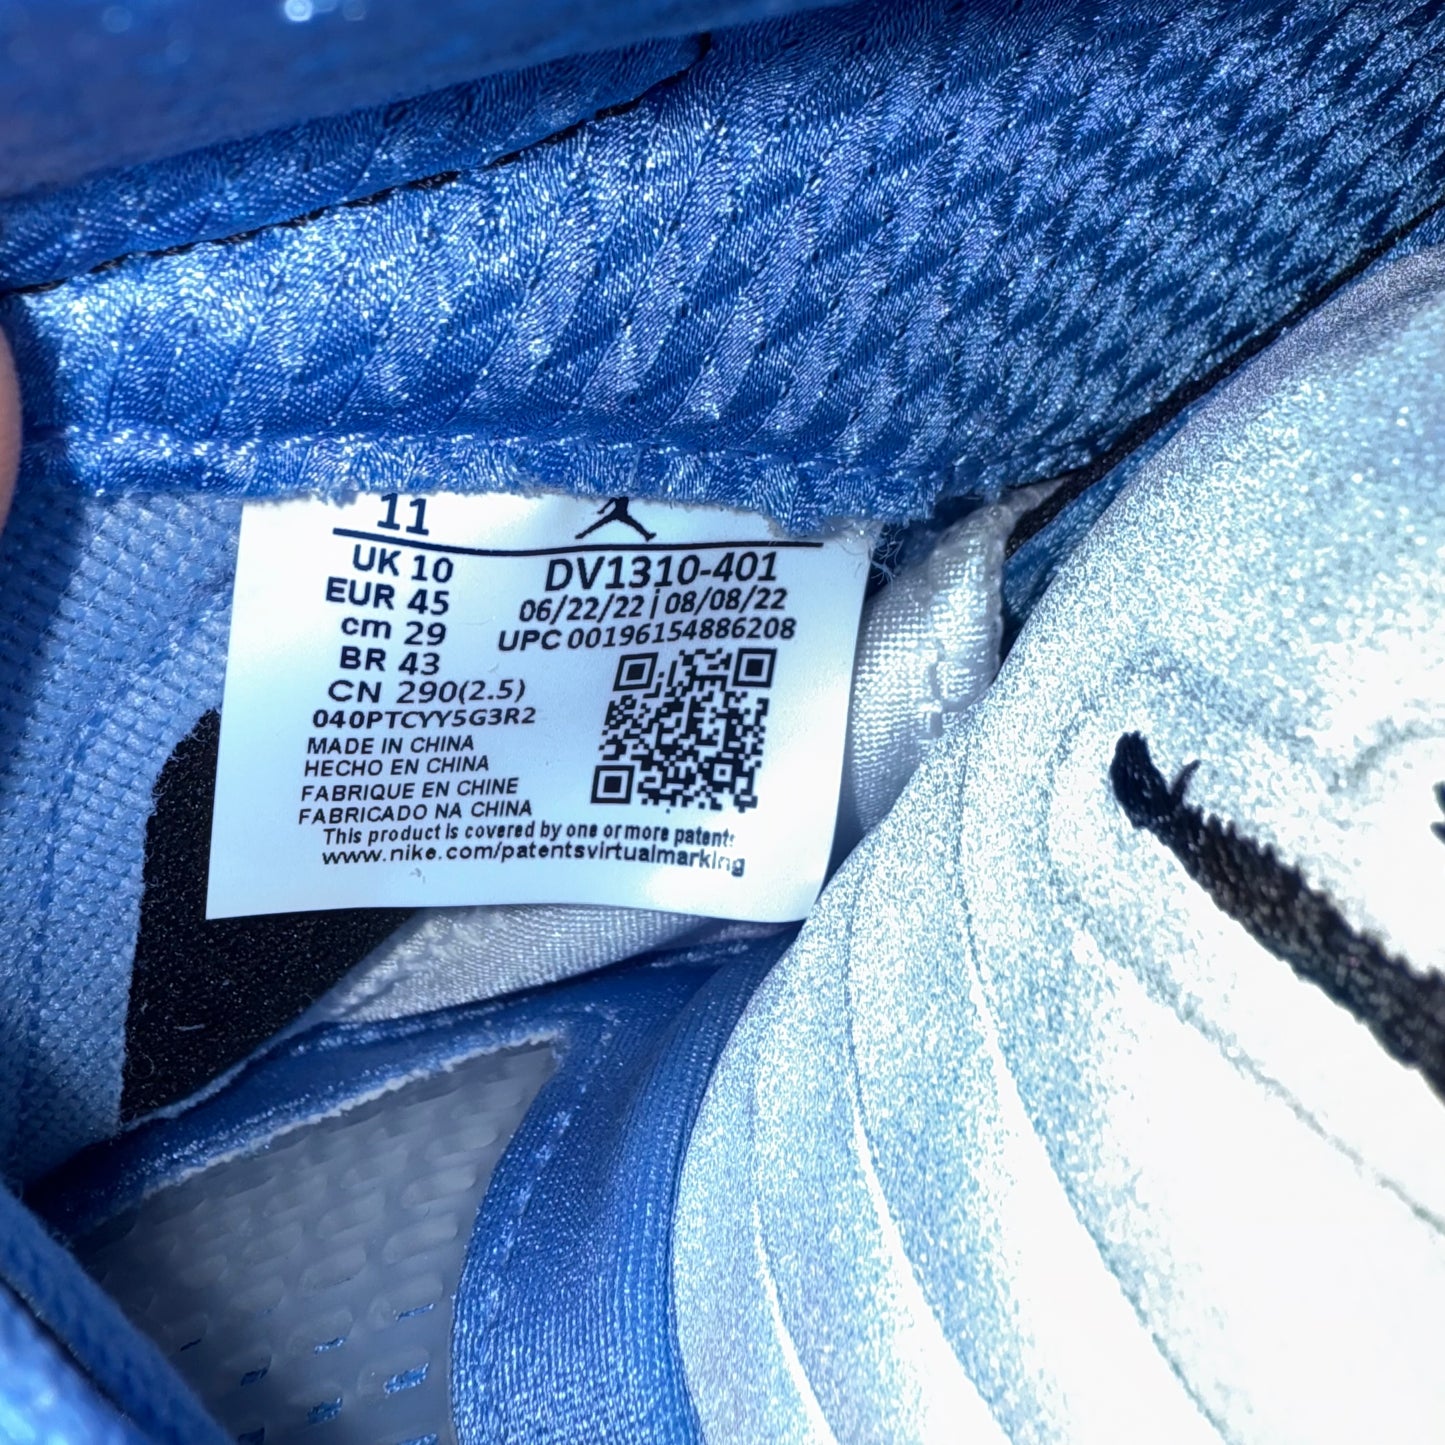 11
UK 10
EUR 45
cm 29
BR 43
CN 290(2.5)
040PTCYY5G3R2
DV1310-401
06/22/22 | 08/08/22
UPC 00196154886208
MADE IN CHINA
HECHO EN CHINA
FABRIQUE EN CHINE
FABRICADO NA CHINA
This product is covered by one or more patents
www.nike.com/patentsvirtualmarking